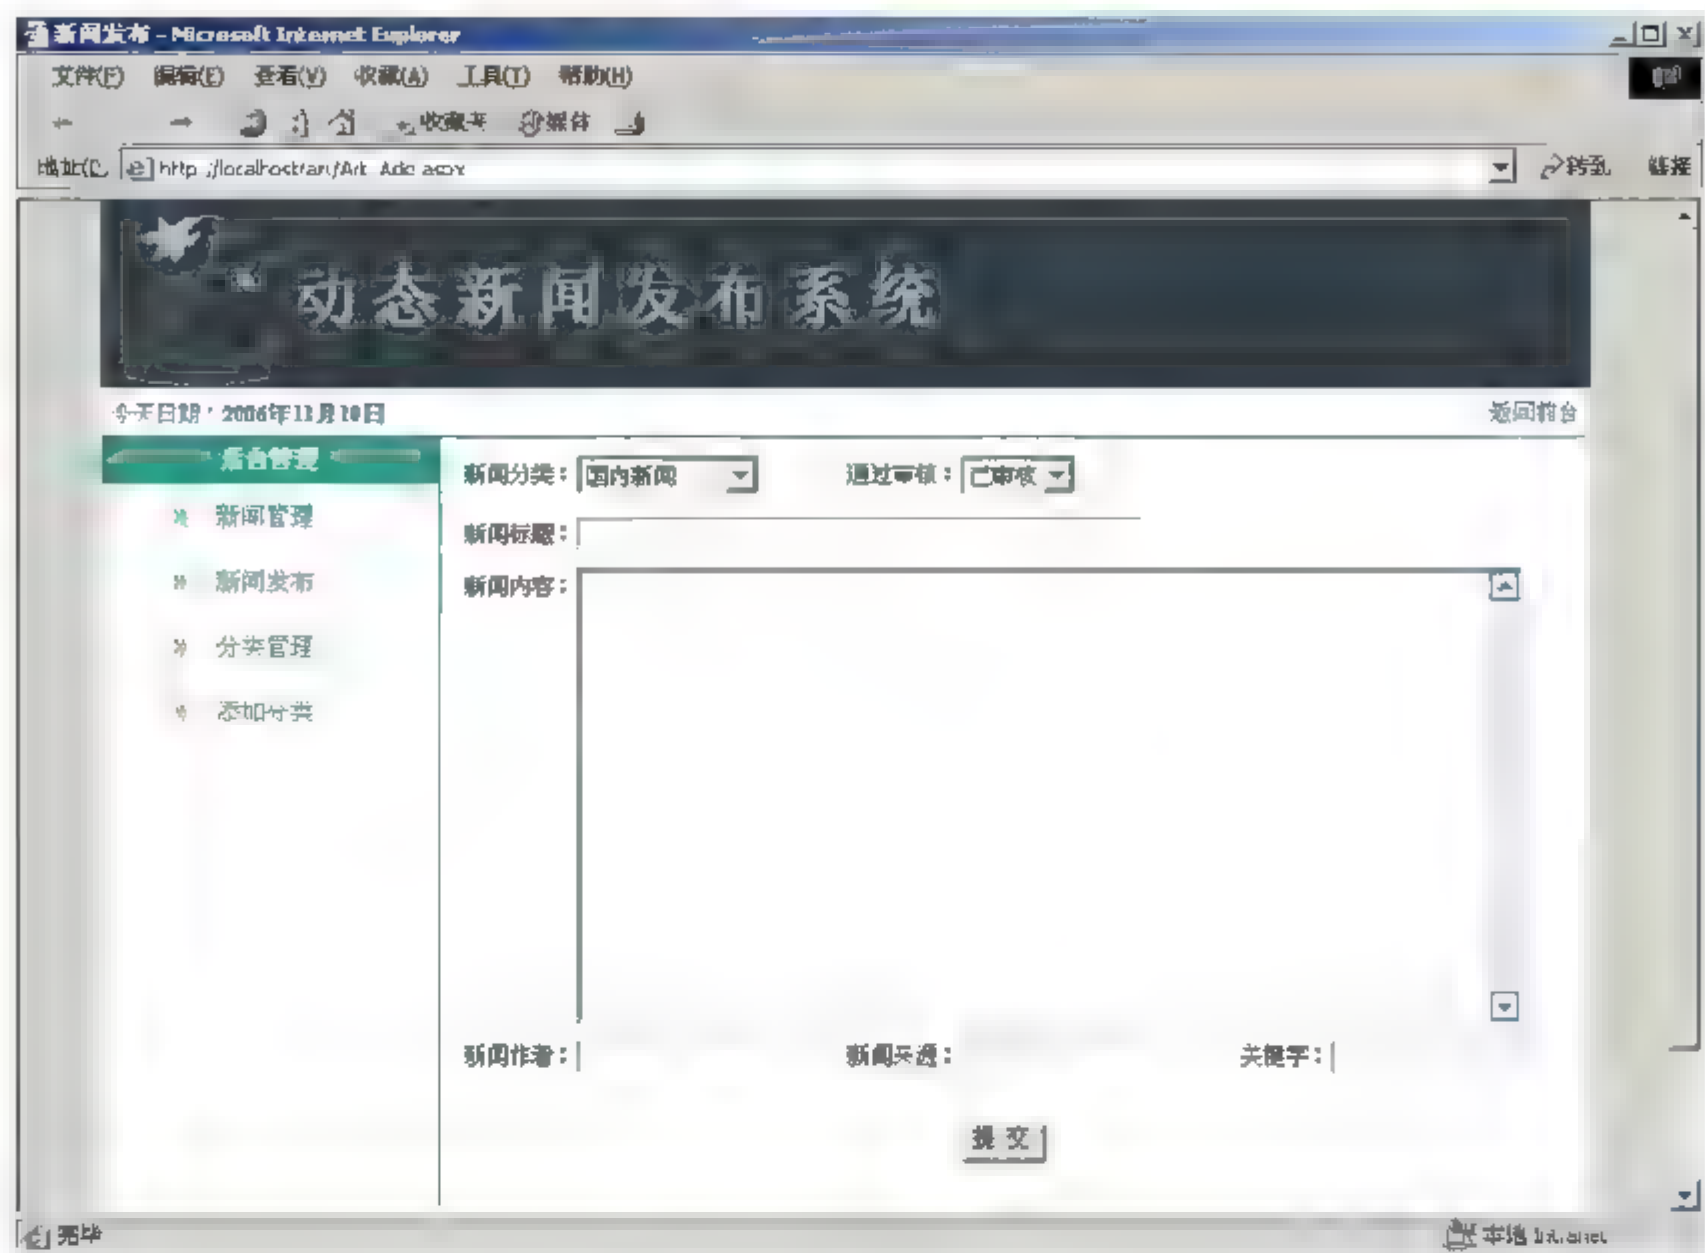 新闻发布 - Microsoft Internet Explorer
文件(F) 编辑(E) 查看(V) 收藏(A) 工具(T) 帮助(H)
收藏夹 媒体
地址(D) 转到 链接
动态新闻发布系统
今天日期：2006年11月10日 返回前台
后台管理
新闻分类： 国内新闻 通过审核： 已审核
新闻管理
新闻标题：
新闻发布
新闻内容：
分类管理
添加分类
新闻作者： 新闻来源： 关键字：
提 交
完毕 本地 Intranet